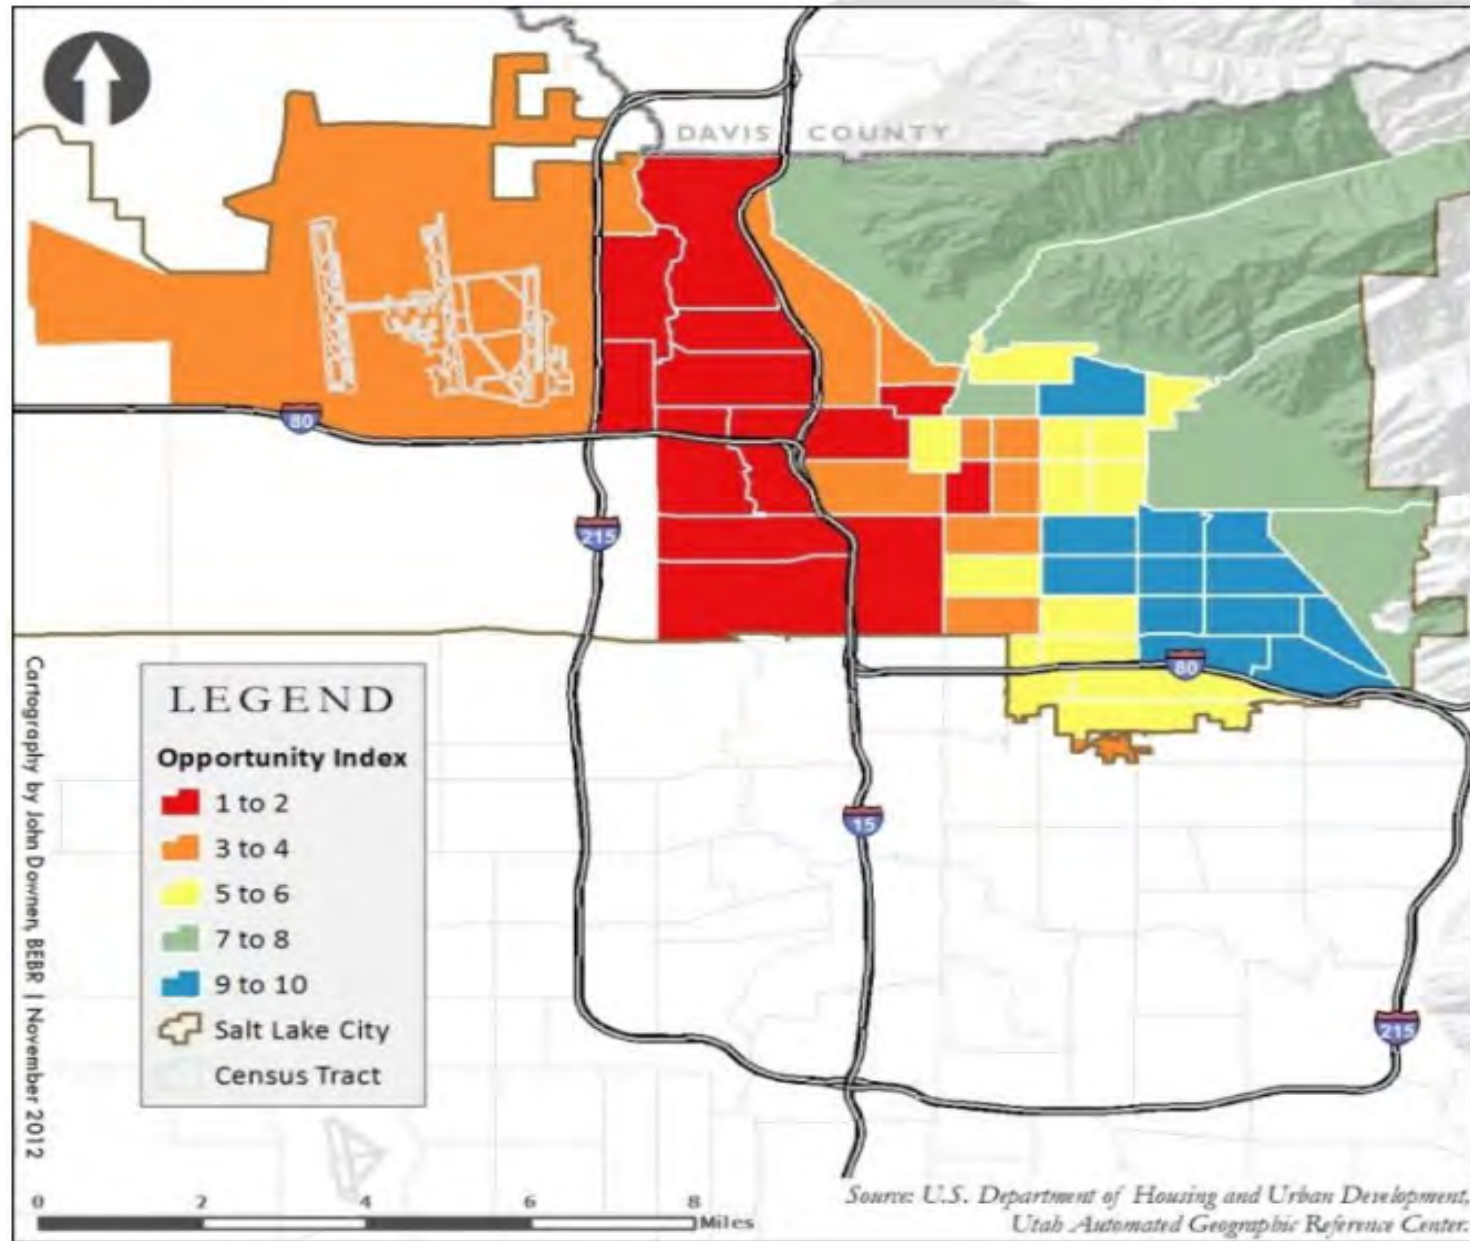 DAVIS COUNTY
80
215
80
15
215
LEGEND
Opportunity Index
1 to 2
3 to 4
5 to 6
7 to 8
9 to 10
Salt Lake City
Census Tract
Cartography by John Downen, BEBR | November 2012
0 2 4 6 8 Miles
Source: U.S. Department of Housing and Urban Development,
Utah Automated Geographic Reference Center.